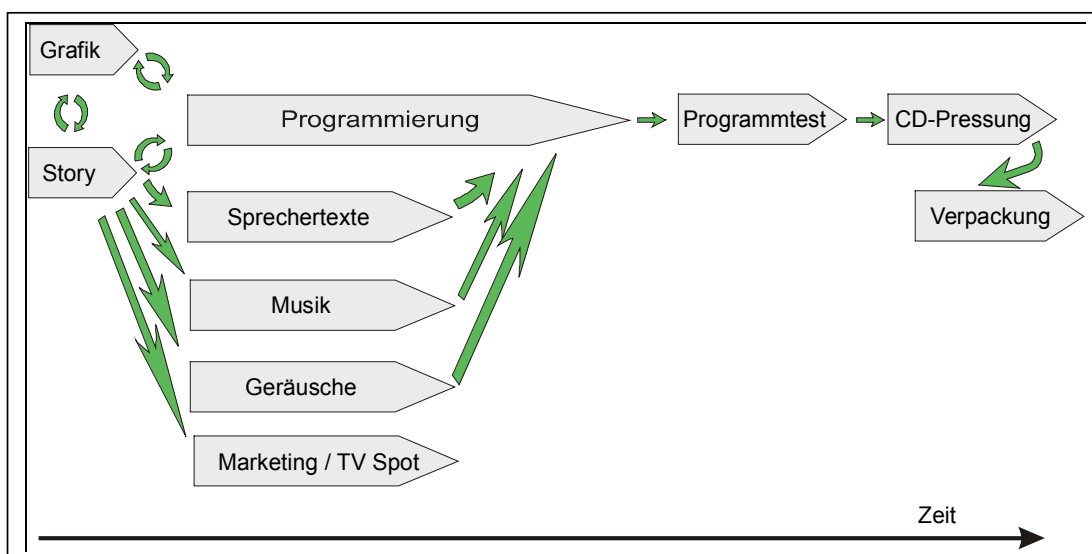 Grafik
Programmierung
Programmtest
CD-Pressung
Story
Sprechertexte
Verpackung
Musik
Geräusche
Marketing / TV Spot
Zeit